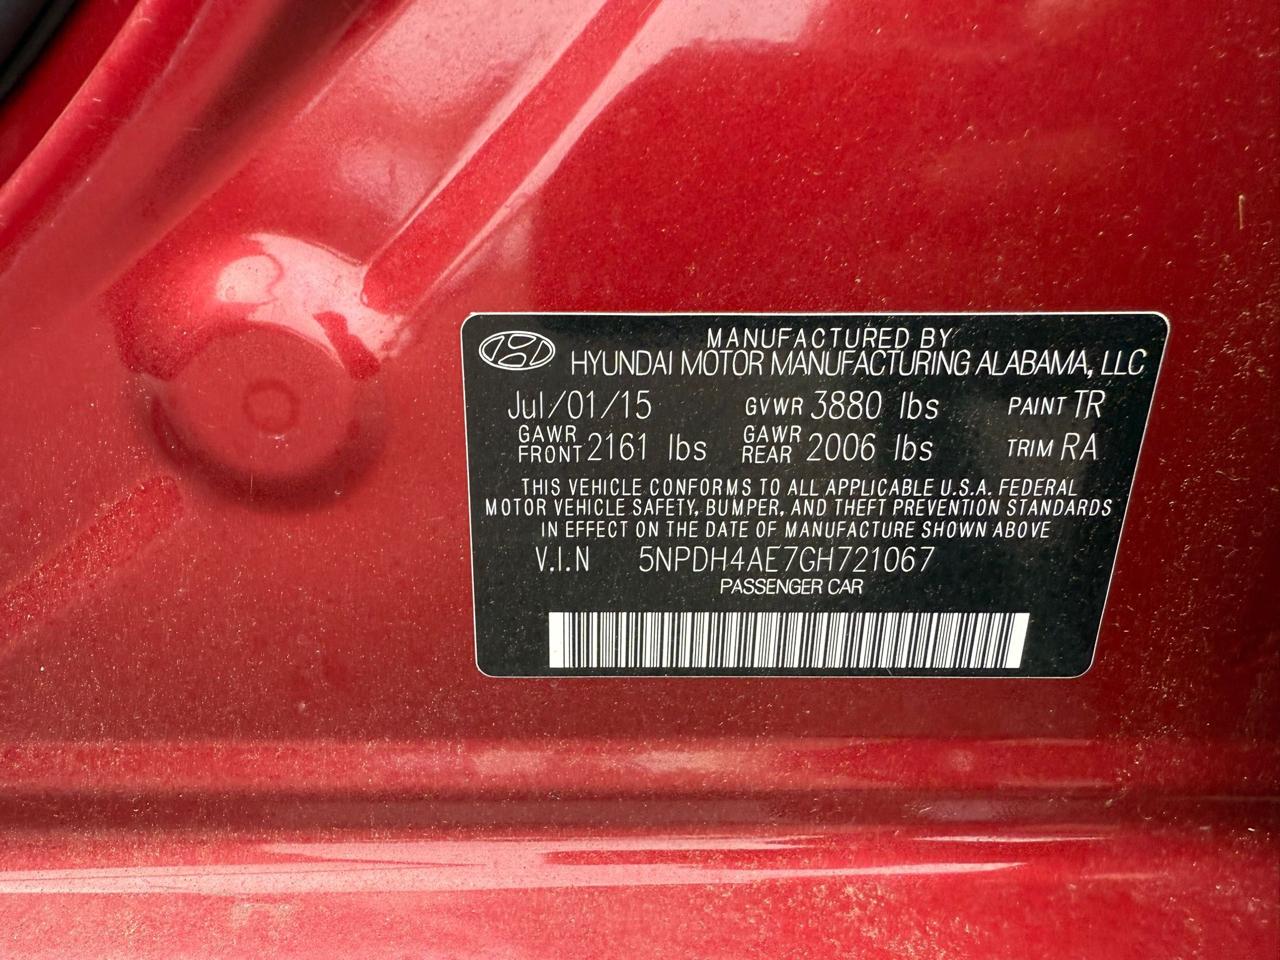 MANUFACTURED BY
HYUNDAI MOTOR MANUFACTURING ALABAMA, LLC
Jul/01/15 GVWR 3880 lbs PAINT TR
GAWR FRONT 2161 lbs GAWR REAR 2006 lbs TRIM RA
THIS VEHICLE CONFORMS TO ALL APPLICABLE U.S.A. FEDERAL
MOTOR VEHICLE SAFETY, BUMPER, AND THEFT PREVENTION STANDARDS
IN EFFECT ON THE DATE OF MANUFACTURE SHOWN ABOVE
V.I.N 5NPDH4AE7GH721067
PASSENGER CAR